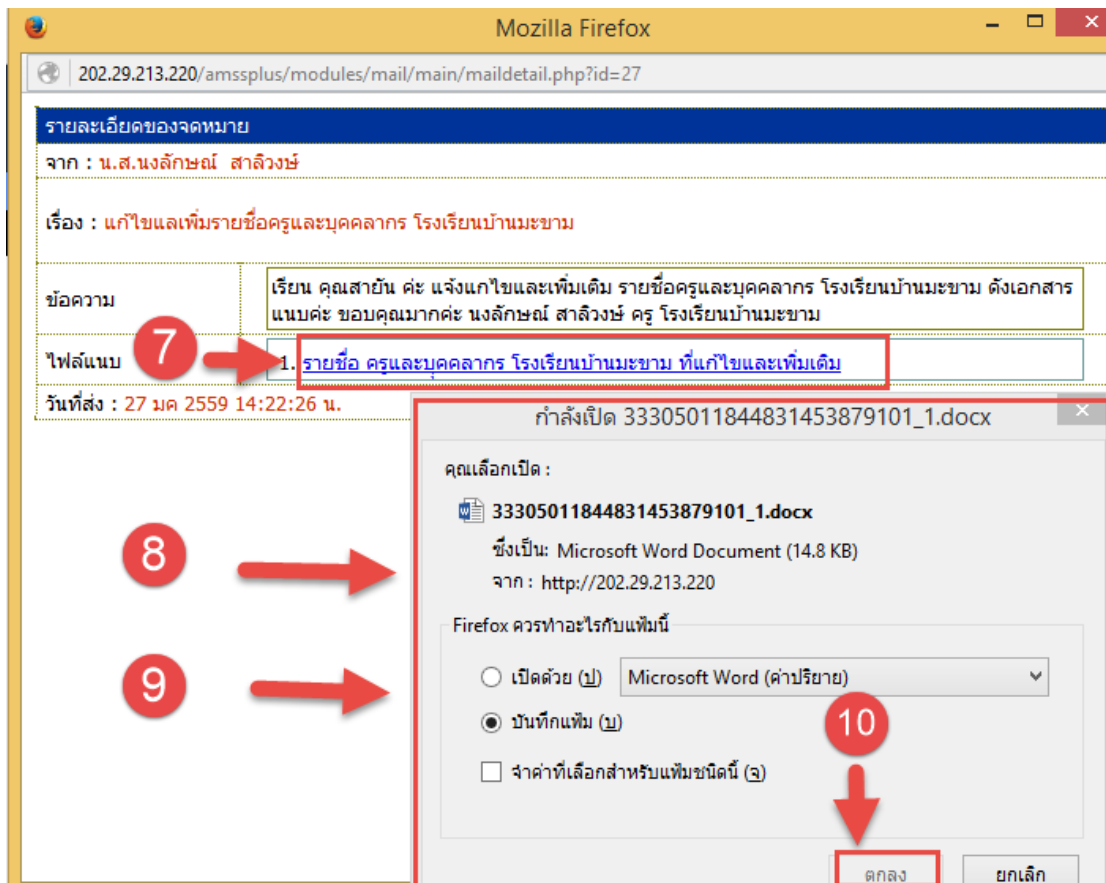 Mozilla Firefox
202.29.213.220/amssplus/modules/mail/main/maildetail.php?id=27
รายละเอียดของจดหมาย
จาก : น.ส.นงลักษณ์ สาลิวงษ์
เรื่อง : แก้ไขแลเพิ่มรายชื่อครูและบุคคลากร โรงเรียนบ้านมะขาม
ข้อความ
เรียน คุณสายัน ค่ะ แจ้งแก้ไขและเพิ่มเติม รายชื่อครูและบุคคลากร โรงเรียนบ้านมะขาม ดังเอกสาร
แนบค่ะ ขอบคุณมากค่ะ นงลักษณ์ สาลิวงษ์ ครู โรงเรียนบ้านมะขาม
7
ไฟล์แนบ
1. รายชื่อ ครูและบุคคลากร โรงเรียนบ้านมะขาม ที่แก้ไขและเพิ่มเติม
วันที่ส่ง : 27 มค 2559 14:22:26 น.
กำลังเปิด 33305011844831453879101_1.docx
คุณเลือกเปิด :
33305011844831453879101_1.docx
8
ซึ่งเป็น: Microsoft Word Document (14.8 KB)
จาก : http://202.29.213.220
Firefox ควรทำอะไรกับแฟ้มนี้
9
เปิดด้วย (ป) Microsoft Word (ค่าปริยาย)
บันทึกแฟ้ม (บ)
10
จำค่าที่เลือกสำหรับแฟ้มชนิดนี้ (จ)
ตกลง
ยกเลิก